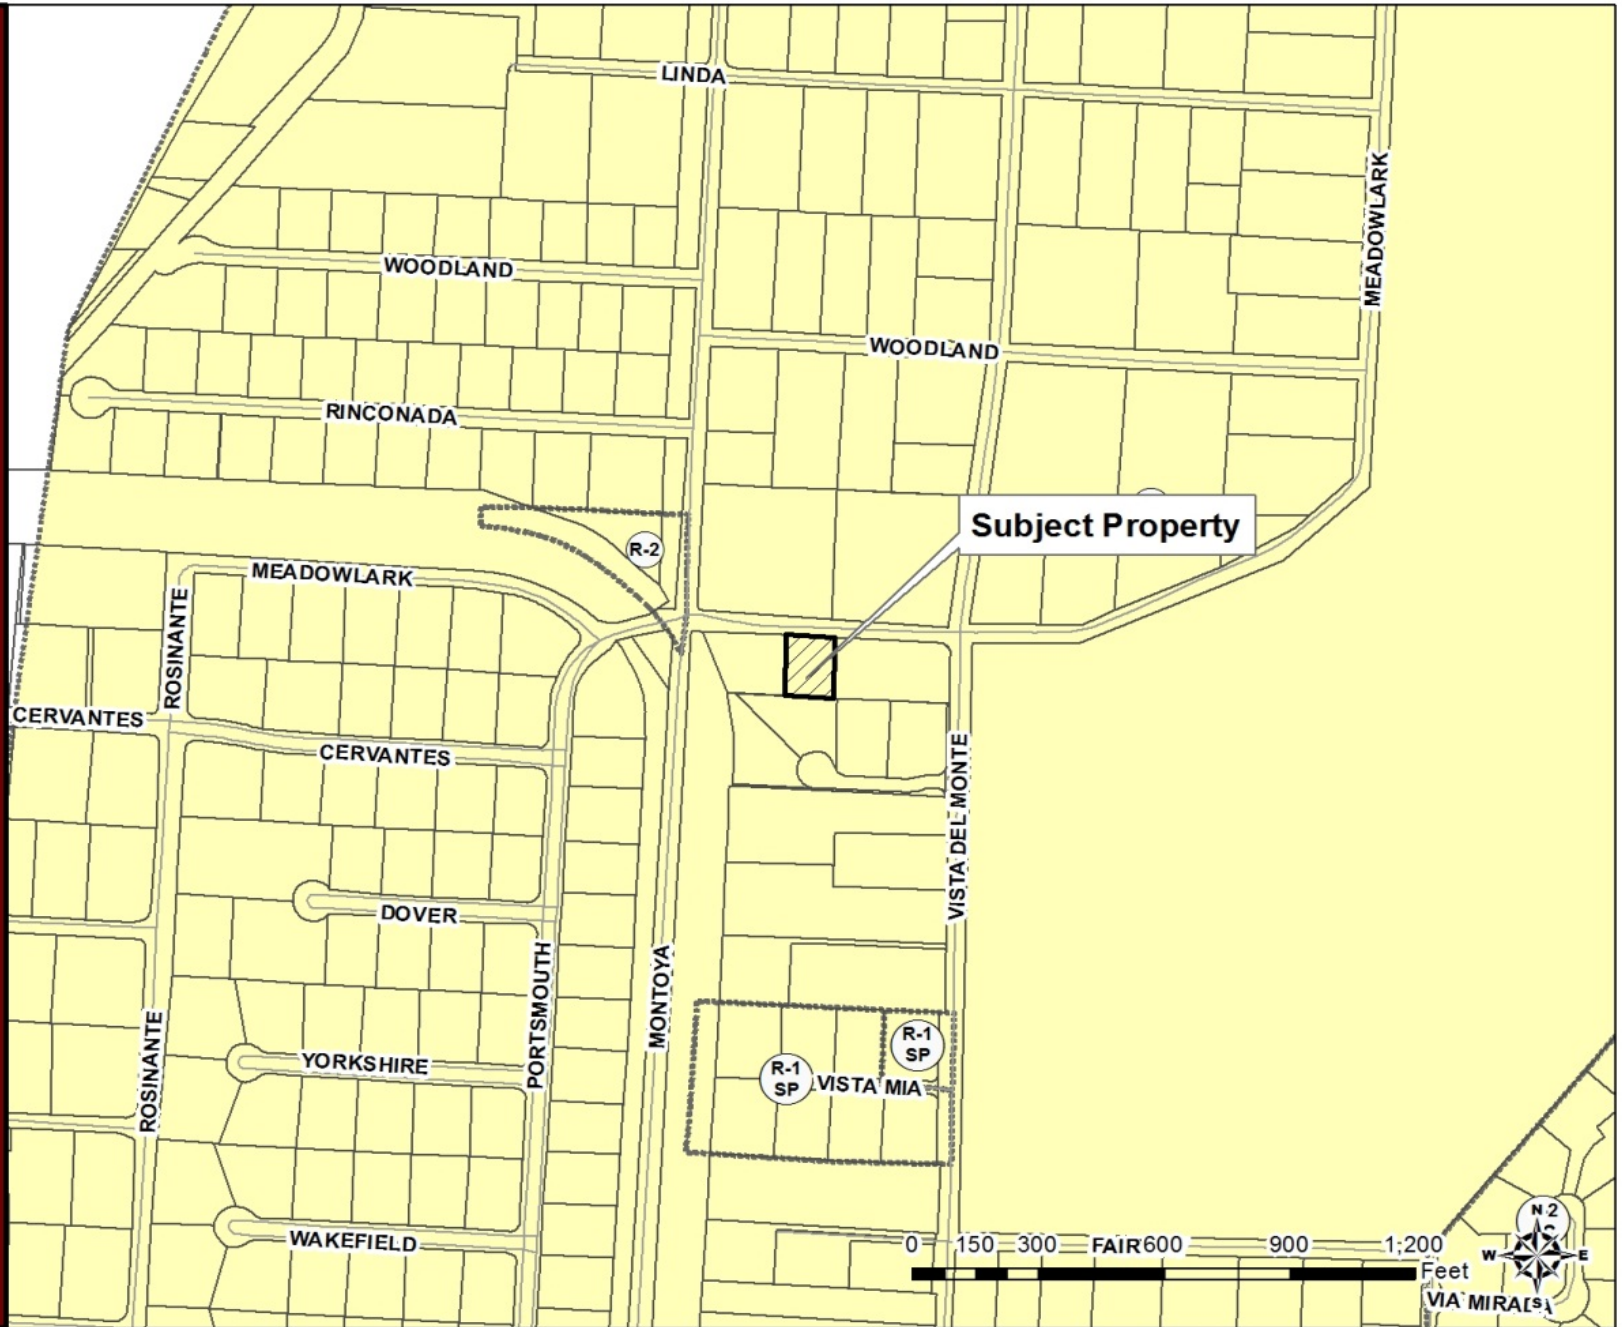 LINDA
MEADOWLARK
WOODLAND
WOODLAND
RINCONADA
Subject Property
R-2
MEADOWLARK
ROSINANTE
CERVANTES
CERVANTES
VISTA DEL MONTE
DOVER
PORTSMOUTH
MONTOYA
R-1
SP
R-1
SP
VISTA MIA
ROSINANTE
YORKSHIRE
WAKEFIELD
0 150 300 FAIR 600 900 1,200
Feet
N
W E
S
VIA MIRADA